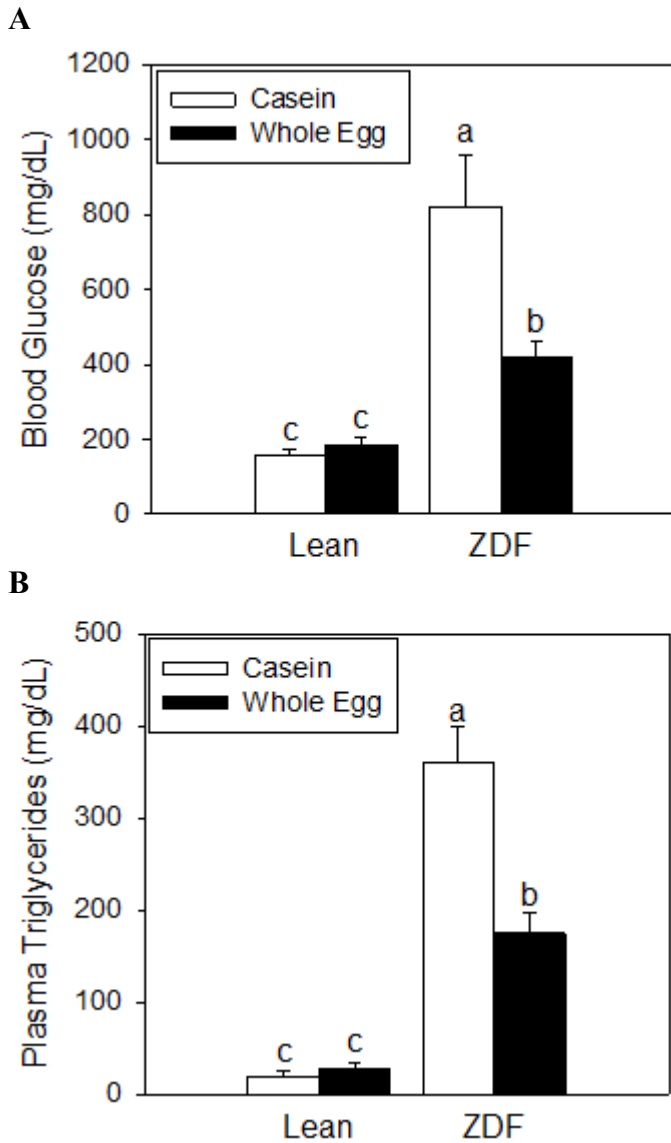 A
1200
Casein
Whole Egg
1000
a
800
600
b
400
c c
200
0
Blood Glucose (mg/dL)
Lean ZDF
B
500
Casein
Whole Egg
400
a
300
200
b
100
c c
0
Plasma Triglycerides (mg/dL)
Lean ZDF